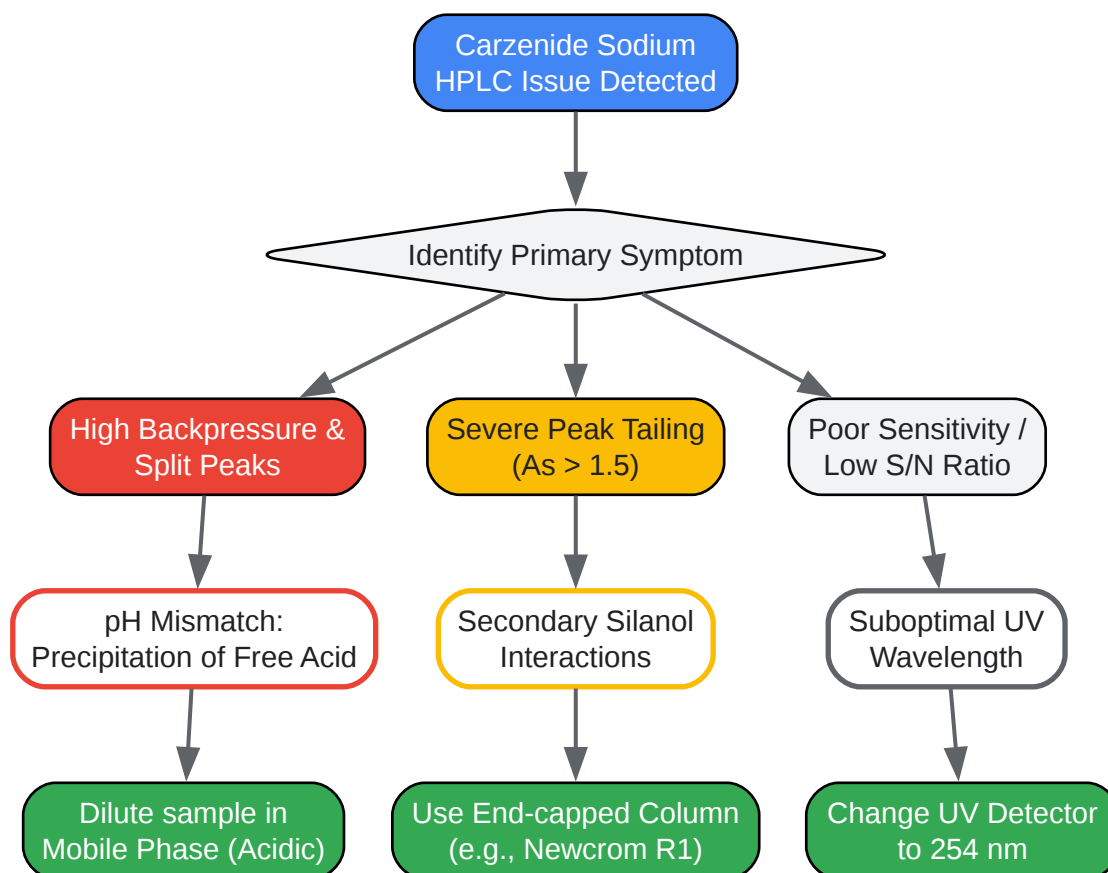 Carzenide Sodium
HPLC Issue Detected
Identify Primary Symptom
High Backpressure &
Split Peaks
Severe Peak Tailing
(As > 1.5)
Poor Sensitivity /
Low S/N Ratio
pH Mismatch:
Precipitation of Free Acid
Secondary Silanol
Interactions
Suboptimal UV
Wavelength
Dilute sample in
Mobile Phase (Acidic)
Use End-capped Column
(e.g., Newcrom R1)
Change UV Detector
to 254 nm